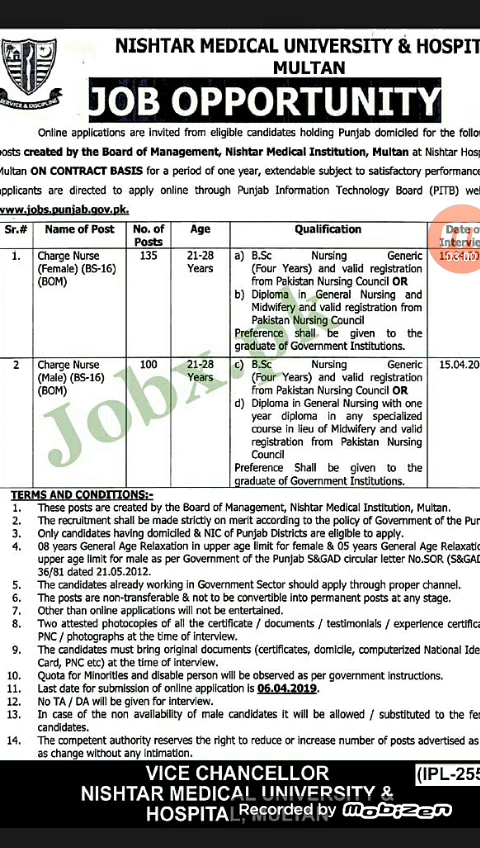 NISHTAR MEDICAL UNIVERSITY & HOSPIT
MULTAN
SERVICE & DISCIPLINE
JOB OPPORTUNITY
Online applications are invited from eligible candidates holding Punjab domiciled for the follo
posts created by the Board of Management, Nishtar Medical Institution, Multan at Nishtar Hosp
Multan ON CONTRACT BASIS for a period of one year, extendable subject to satisfactory performance
applicants are directed to apply online through Punjab Information Technology Board (PITB) web
www.jobs.punjab.gov.pk.
Sr.# Name of Post No. of Posts Age Qualification Date o Interview
1. Charge Nurse 135 21-28 a) B.Sc Nursing Generic
(Female) (BS-16) Years (Four Years) and valid registration
(BOM) from Pakistan Nursing Council OR
b) Diploma in General Nursing and
Midwifery and valid registration from
Pakistan Nursing Council
Preference shall be given to the
graduate of Government Institutions.
2 Charge Nurse 100 21-28 c) B.Sc Nursing Generic 15.04.20
(Male) (BS-16) Years (Four Years) and valid registration
(BOM) from Pakistan Nursing Council OR
d) Diploma in General Nursing with one
year diploma in any specialized
course in lieu of Midwifery and valid
registration from Pakistan Nursing
Council
Preference Shall be given to the
graduate of Government Institutions.
Jobx.pk
TERMS AND CONDITIONS:-
1. These posts are created by the Board of Management, Nishtar Medical Institution, Multan.
2. The recruitment shall be made strictly on merit according to the policy of Government of the Pun
3. Only candidates having domiciled & NIC of Punjab Districts are eligible to apply.
4. 08 years General Age Relaxation in upper age limit for female & 05 years General Age Relaxatio
upper age limit for male as per Government of the Punjab S&GAD circular letter No.SOR (S&GAD
36/81 dated 21.05.2012.
5. The candidates already working in Government Sector should apply through proper channel.
6. The posts are non-transferable & not to be convertible into permanent posts at any stage.
7. Other than online applications will not be entertained.
8. Two attested photocopies of all the certificate / documents / testimonials / experience certifica
PNC / photographs at the time of interview.
9. The candidates must bring original documents (certificates, domicile, computerized National Iden
Card, PNC etc) at the time of interview.
10. Quota for Minorities and disable person will be observed as per government instructions.
11. Last date for submission of online application is 06.04.2019.
12. No TA / DA will be given for interview.
13. In case of the non availability of male candidates it will be allowed / substituted to the fem
candidates.
14. The competent authority reserves the right to reduce or increase number of posts advertised as
as change without any intimation.
VICE CHANCELLOR
(IPL-255
NISHTAR MEDICAL UNIVERSITY &
HOSPITAL, MULTAN
Recorded by MOBIZEN